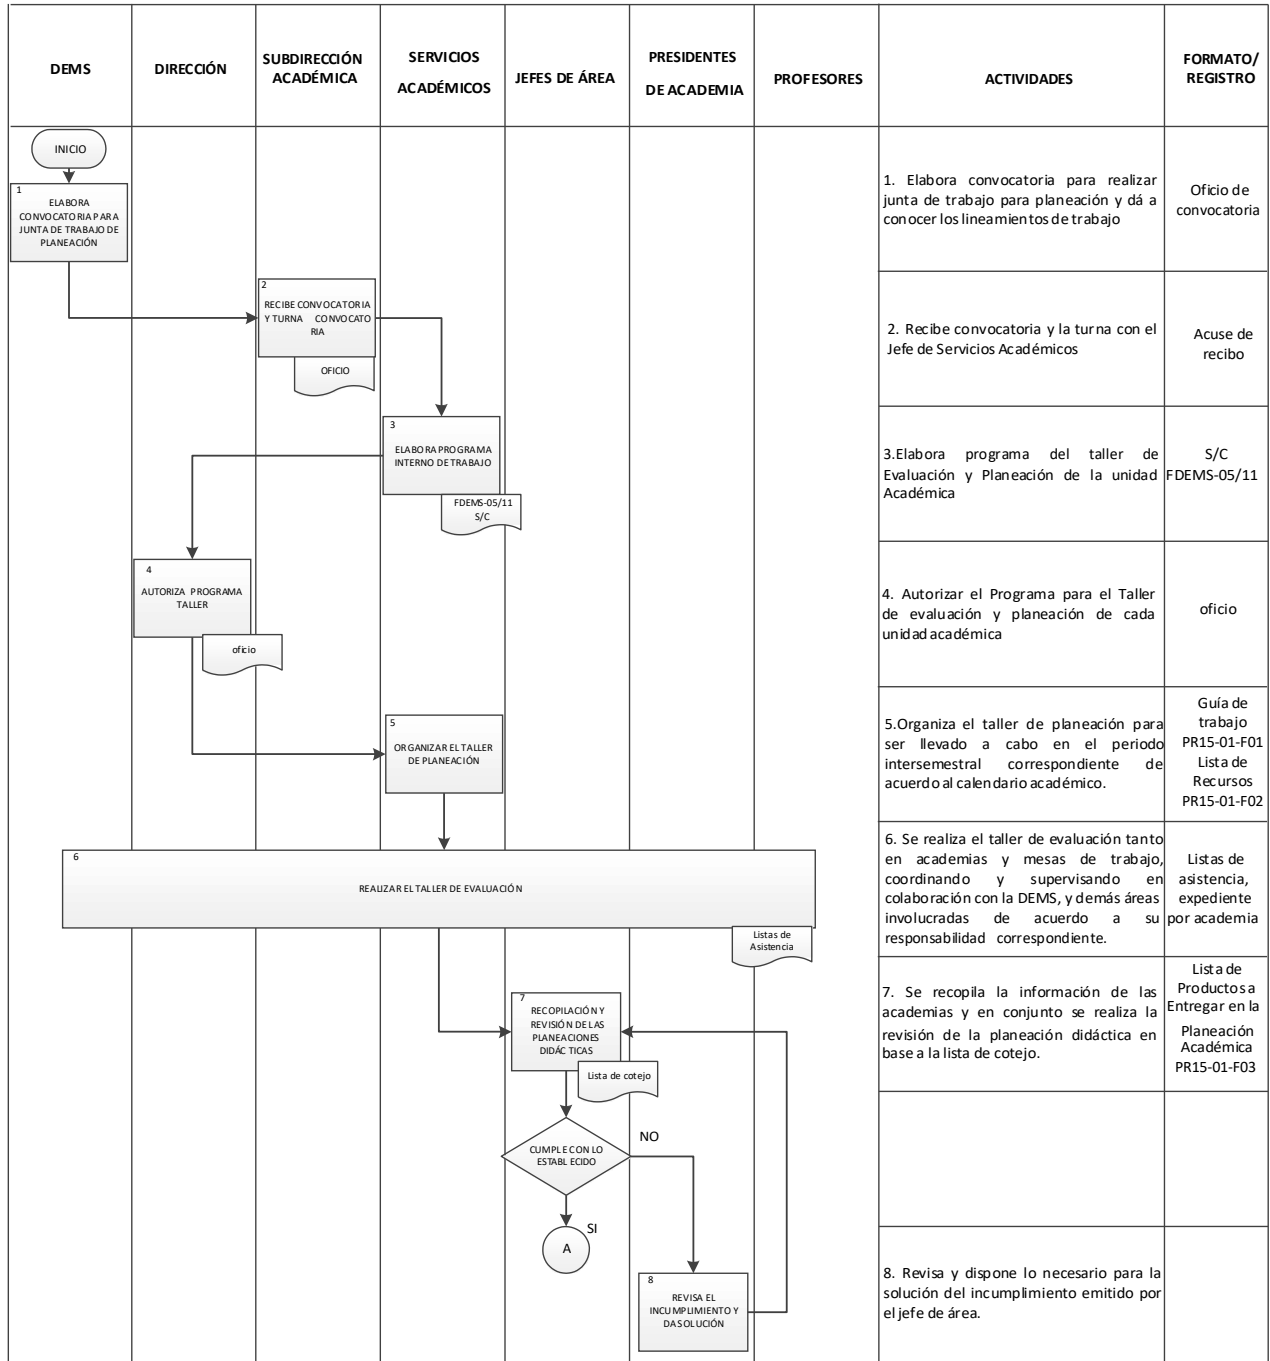 DEMS
DIRECCIÓN
SUBDIRECCIÓN
ACADÉMICA
SERVICIOS
ACADÉMICOS
JEFES DE ÁREA
PRESIDENTES
DE ACADEMIA
PROFESORES
ACTIVIDADES
FORMATO/
REGISTRO
INICIO
1
ELABORA
CONVOCATORIA PARA
JUNTA DE TRABAJO DE
PLANEACIÓN
1. Elabora convocatoria para realizar
junta de trabajo para planeación y dá a
conocer los lineamientos de trabajo
Oficio de
convocatoria
2
RECIBE CONVOCATORIA
Y TURNA CONVOCATO
RIA
OFICIO
2. Recibe convocatoria y la turna con el
Jefe de Servicios Académicos
Acuse de
recibo
3
ELABORA PROGRAMA
INTERNO DE TRABAJO
FDEMS-05/11
S/C
3.Elabora programa del taller de
Evaluación y Planeación de la unidad
Académica
S/C
FDEMS-05/11
4
AUTORIZA PROGRAMA
TALLER
oficio
4. Autorizar el Programa para el Taller
de evaluación y planeación de cada
unidad académica
oficio
5
ORGANIZAR EL TALLER
DE PLANEACIÓN
5.Organiza el taller de planeación para
ser llevado a cabo en el periodo
intersemestral correspondiente de
acuerdo al calendario académico.
Guía de
trabajo
PR15-01-F01
Lista de
Recursos
PR15-01-F02
6
REALIZAR EL TALLER DE EVALUACIÓN
Listas de
Asistencia
6. Se realiza el taller de evaluación tanto
en academias y mesas de trabajo,
coordinando y supervisando en
colaboración con la DEMS, y demás áreas
involucradas de acuerdo a su
responsabilidad correspondiente.
Listas de
asistencia,
expediente
por academia
7
RECOPILACIÓN Y
REVISIÓN DE LAS
PLANEACIONES
DIDÁCTICAS
Lista de cotejo
7. Se recopila la información de las
academias y en conjunto se realiza la
revisión de la planeación didáctica en
base a la lista de cotejo.
Lista de
Productos a
Entregar en la
Planeación
Académica
PR15-01-F03
CUMPLE CON LO
ESTABLECIDO
NO
SI
A
8
REVISA EL
INCUMPLIMIENTO Y
DA SOLUCIÓN
8. Revisa y dispone lo necesario para la
solución del incumplimiento emitido por
el jefe de área.